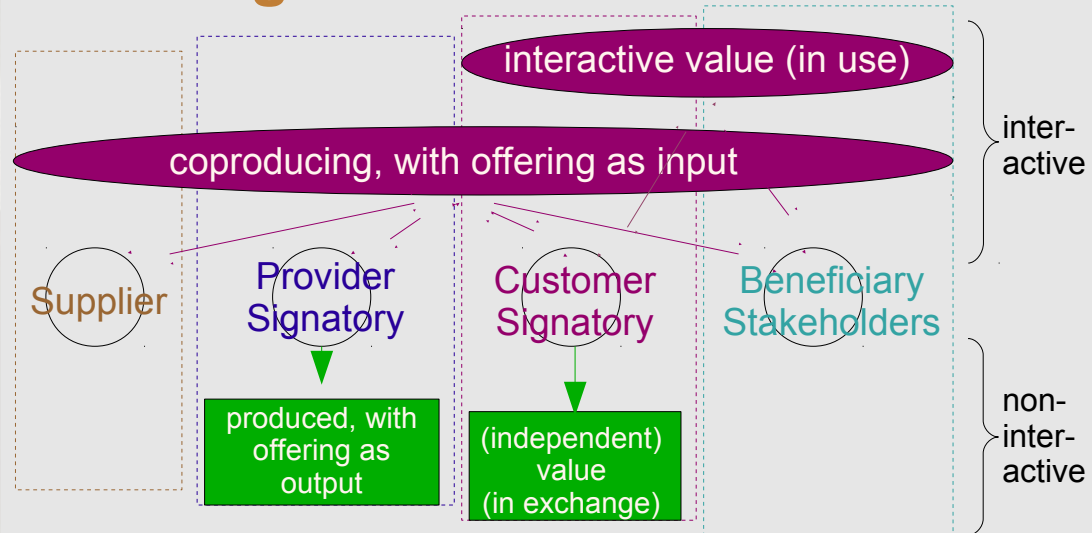 interactive value (in use)
coproducing, with offering as input
inter-
active
Supplier
Provider
Signatory
Customer
Signatory
Beneficiary
Stakeholders
produced, with
offering as
output
(independent)
value
(in exchange)
non-
inter-
active